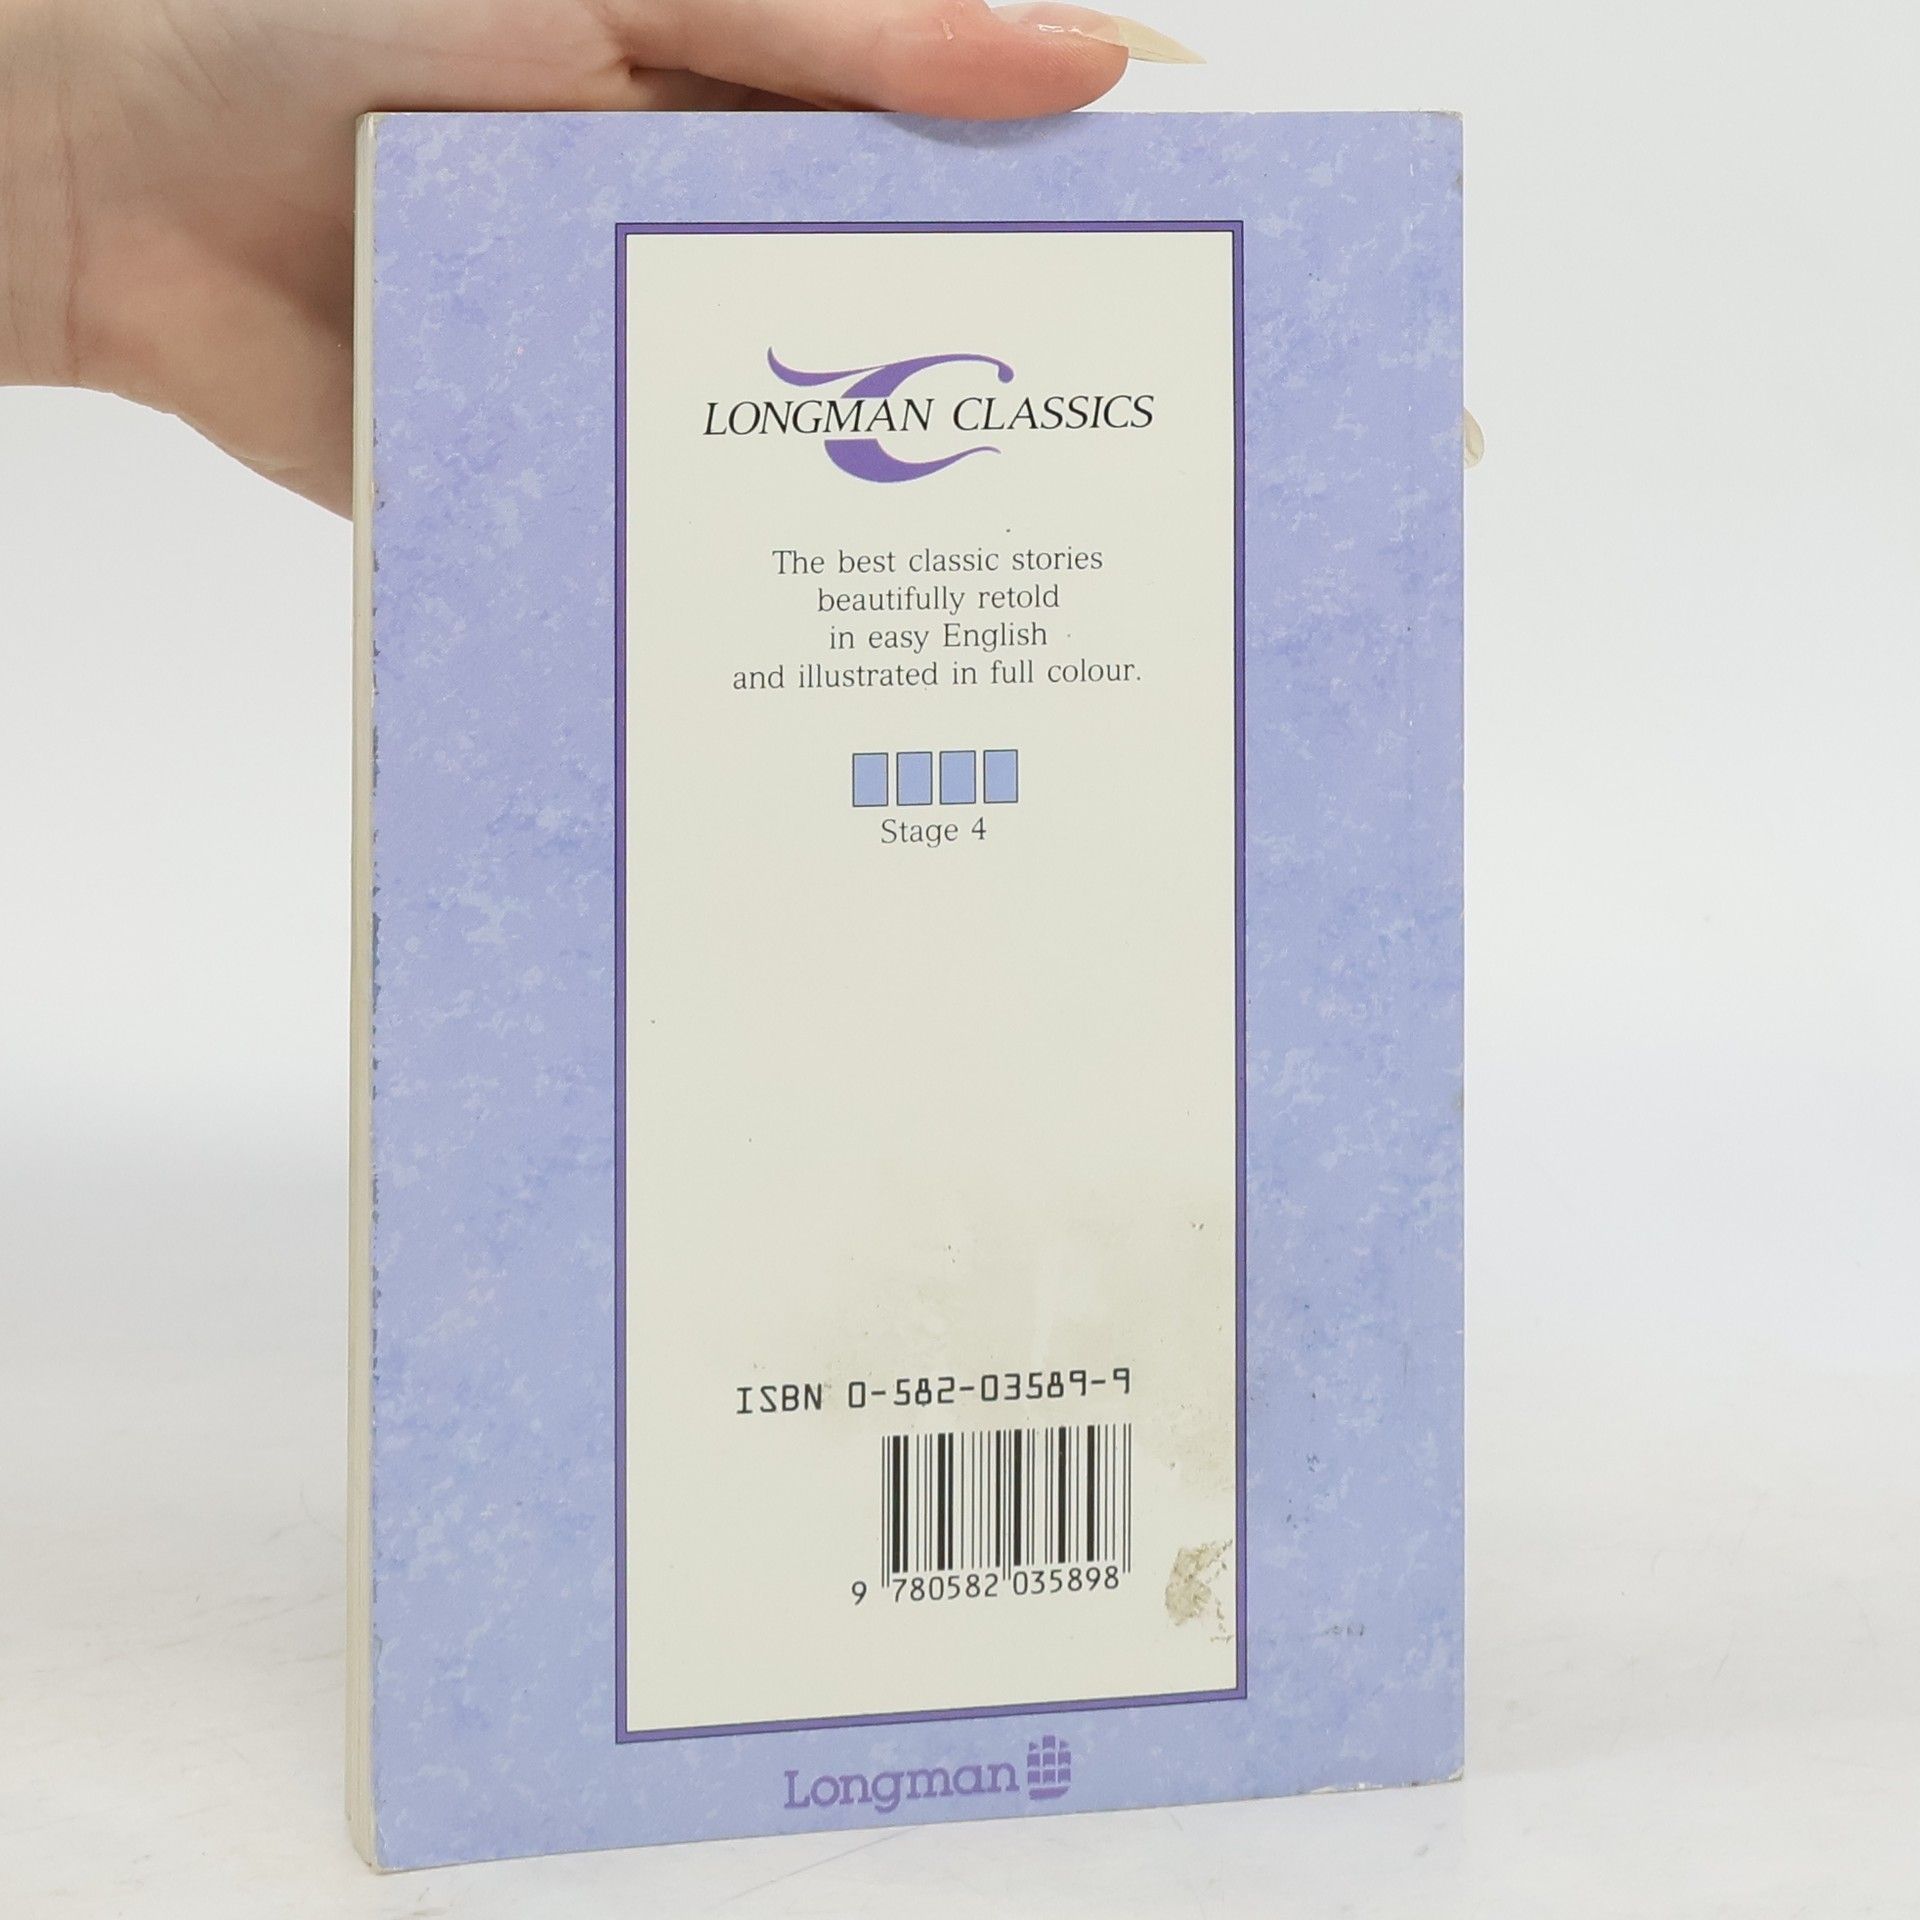 LONGMAN CLASSICS
The best classic stories
beautifully retold
in easy English
and illustrated in full colour.
Stage 4
ISBN 0-582-03589-9
9 780582 035898
Longman